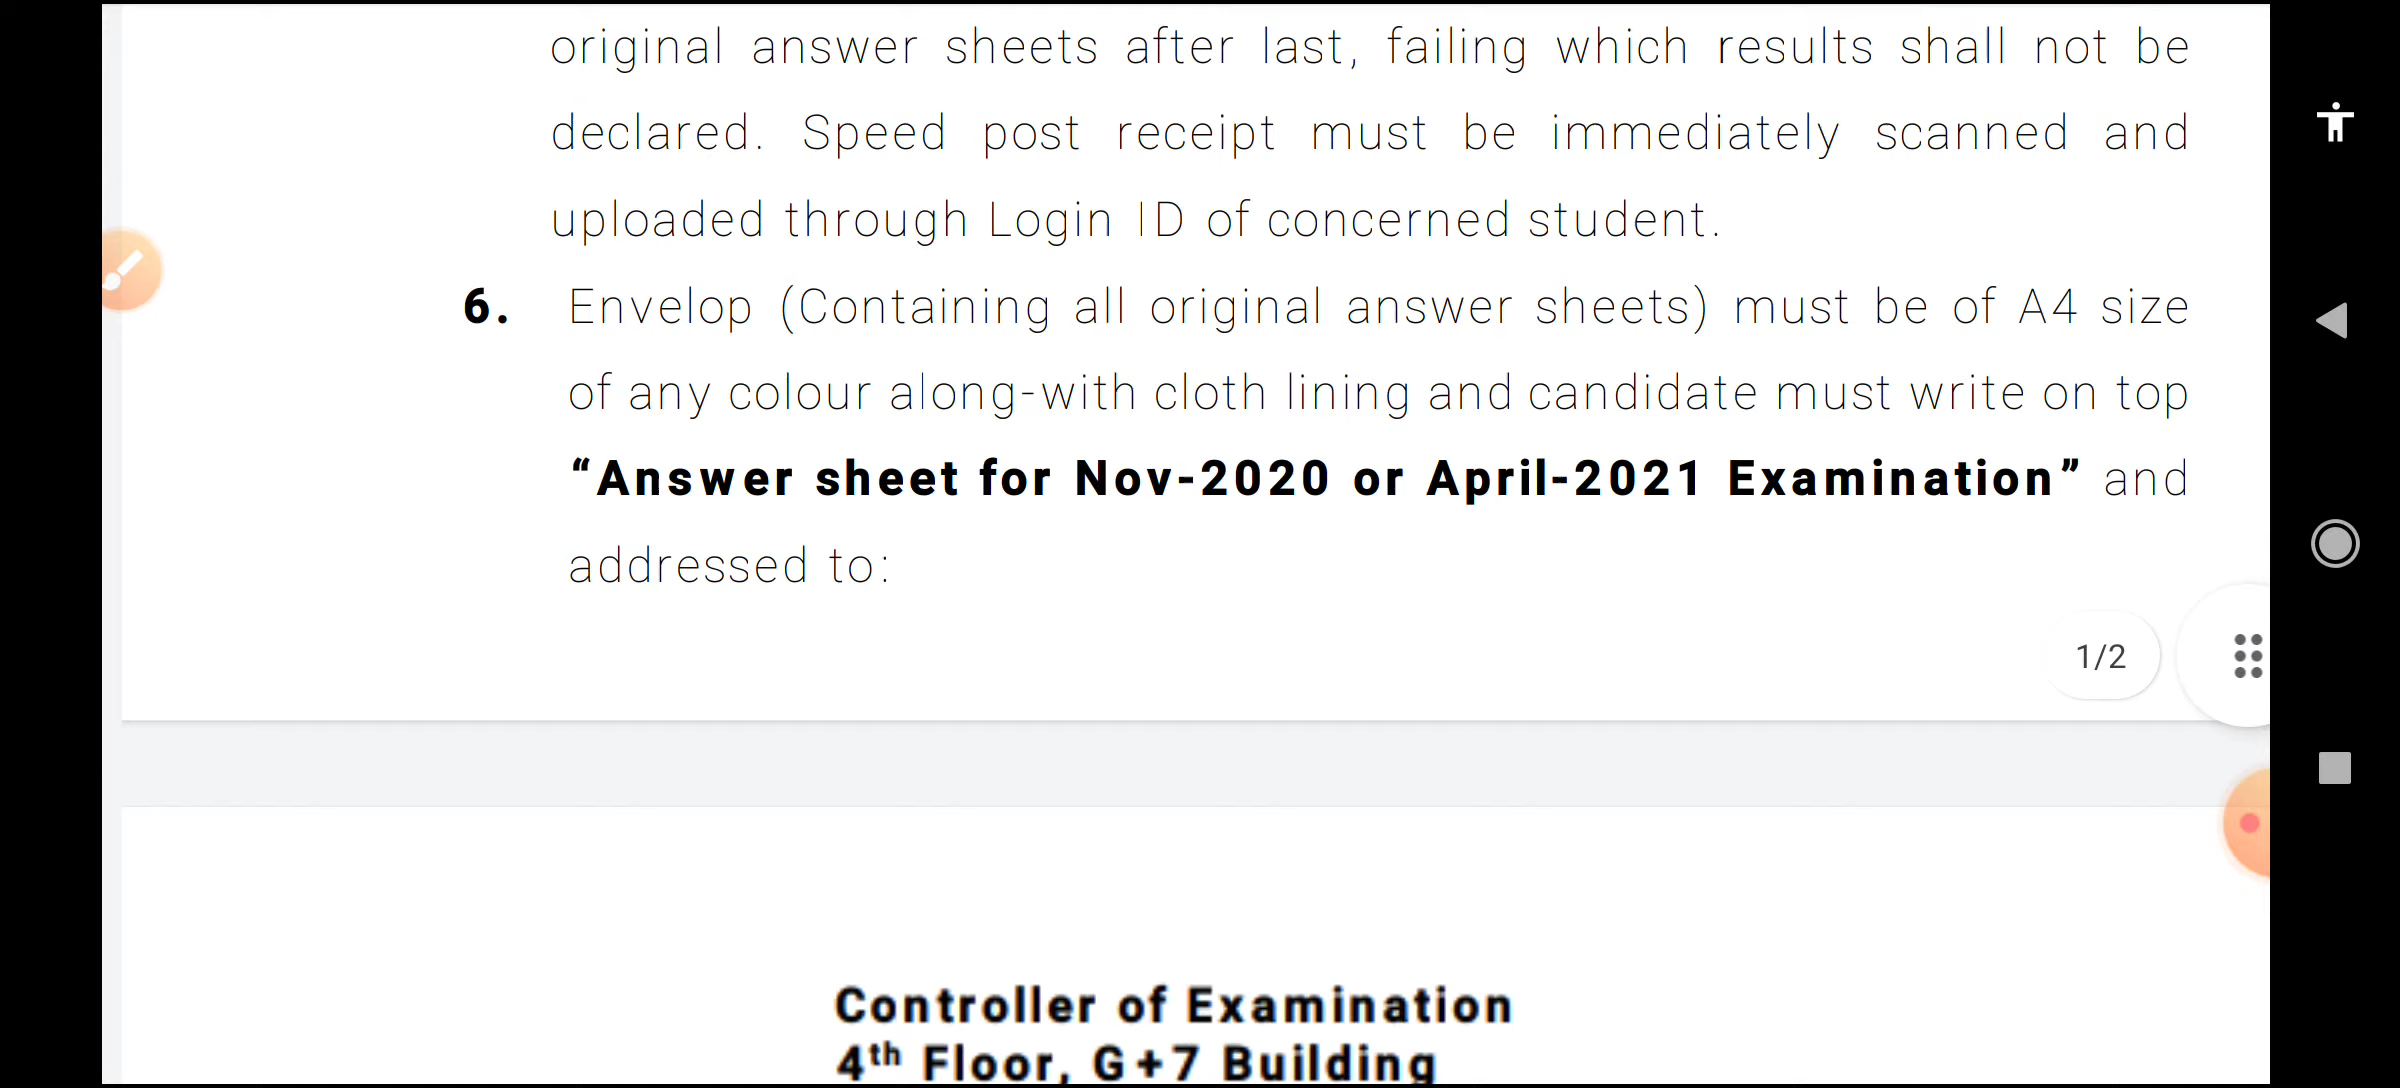 original answer sheets after last, failing which results shall not be
declared. Speed post receipt must be immediately scanned and
uploaded through Login ID of concerned student.
6. Envelop (Containing all original answer sheets) must be of A4 size
of any colour along-with cloth lining and candidate must write on top
“Answer sheet for Nov-2020 or April-2021 Examination” and
addressed to:
1/2
Controller of Examination
4th Floor, G+7 Building